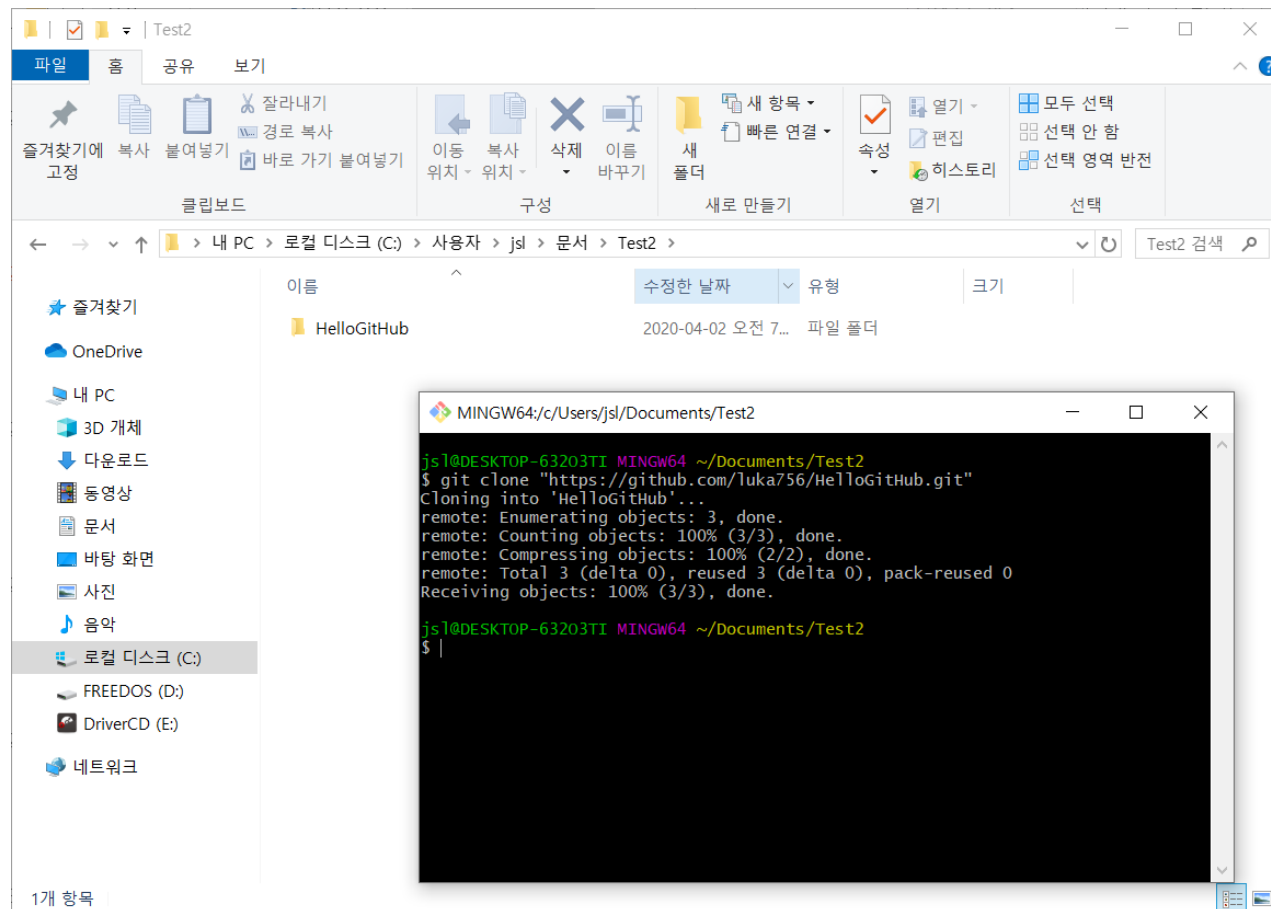 Test2
파일 홈 공유 보기
즐겨찾기에 고정
복사
붙여넣기
잘라내기
경로 복사
바로 가기 붙여넣기
클립보드
이동 위치
복사 위치
삭제
이름 바꾸기
구성
새 폴더
새 항목
빠른 연결
새로 만들기
속성
열기
편집
히스토리
열기
모두 선택
선택 안 함
선택 영역 반전
선택
내 PC > 로컬 디스크 (C:) > 사용자 > jsl > 문서 > Test2 >
Test2 검색
이름 수정한 날짜 유형 크기
HelloGitHub 2020-04-02 오전 7... 파일 폴더
즐겨찾기
OneDrive
내 PC
3D 개체
다운로드
동영상
문서
바탕 화면
사진
음악
로컬 디스크 (C:)
FREEDOS (D:)
DriverCD (E:)
네트워크
MINGW64:/c/Users/jsl/Documents/Test2
jsl@DESKTOP-632O3TI MINGW64 ~/Documents/Test2
$ git clone "https://github.com/luka756/HelloGitHub.git"
Cloning into 'HelloGitHub'...
remote: Enumerating objects: 3, done.
remote: Counting objects: 100% (3/3), done.
remote: Compressing objects: 100% (2/2), done.
remote: Total 3 (delta 0), reused 3 (delta 0), pack-reused 0
Receiving objects: 100% (3/3), done.
jsl@DESKTOP-632O3TI MINGW64 ~/Documents/Test2
$
1개 항목